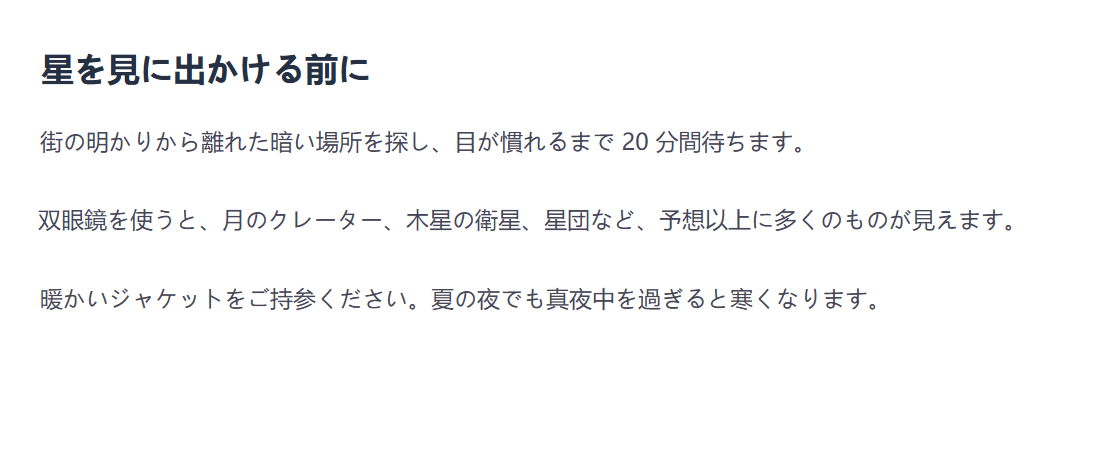 星を見に出かける前に
街の明かりから離れた暗い場所を探し、目が慣れるまで 20 分間待ちます。
双眼鏡を使うと、月のクレーター、木星の衛星、星団など、予想以上に多くのものが見えます。
暖かいジャケットをご持参ください。夏の夜でも真夜中を過ぎると寒くなります。